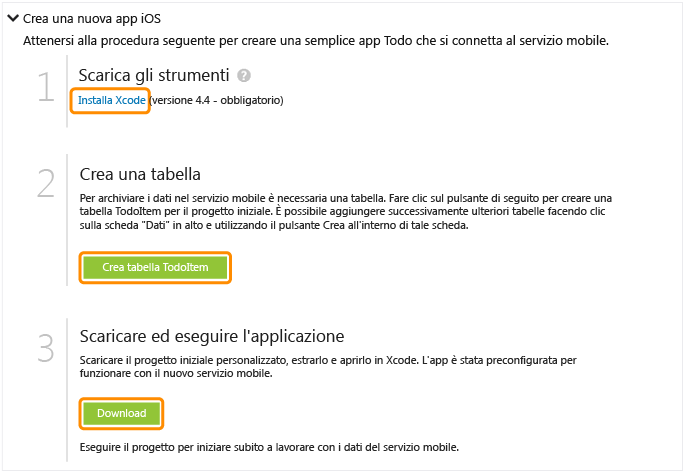 Crea una nuova app iOS
Attenersi alla procedura seguente per creare una semplice app Todo che si connetta al servizio mobile.
1
Scarica gli strumenti ?
Installa Xcode (versione 4.4 - obbligatorio)
2
Crea una tabella
Per archiviare i dati nel servizio mobile è necessaria una tabella. Fare clic sul pulsante di seguito per creare una
tabella TodoItem per il progetto iniziale. È possibile aggiungere successivamente ulteriori tabelle facendo clic
sulla scheda "Dati" in alto e utilizzando il pulsante Crea all'interno di tale scheda.
Crea tabella TodoItem
3
Scaricare ed eseguire l'applicazione
Scaricare il progetto iniziale personalizzato, estrarlo e aprirlo in Xcode. L'app è stata preconfigurata per
funzionare con il nuovo servizio mobile.
Download
Eseguire il progetto per iniziare subito a lavorare con i dati del servizio mobile.